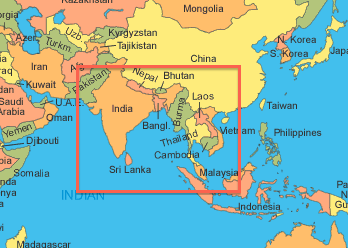 Kazakhstan
Mongolia
Uzb.
Kyrgyzstan
Azer.
Turkm.
Tajikistan
N. Korea
S. Korea
China
Iran
Afg.
Kuwait
Pakistan
Nepal
Bhutan
Saudi
Arabia
U.A.E.
Oman
India
Laos
Taiwan
Bangl.
Burma
Yemen
Vietnam
Philippines
Thailand
Djibouti
Cambodia
Somalia
Sri Lanka
Malaysia
INDIAN
Indonesia
Madagascar